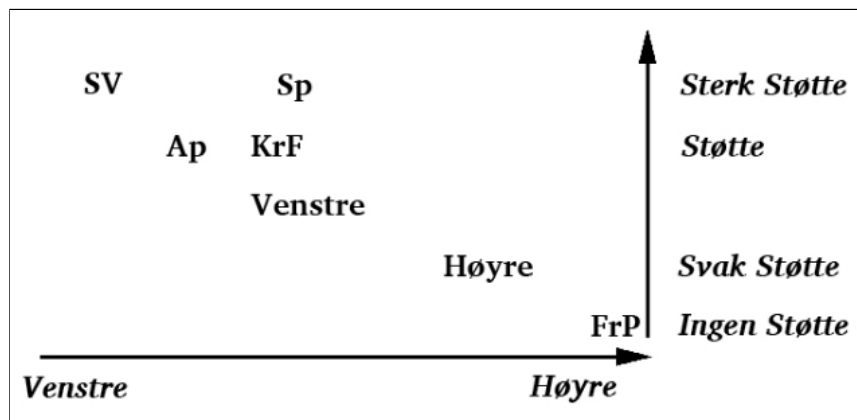 SV Sp Sterk Støtte
Ap KrF Støtte
Venstre
Høyre Svak Støtte
FrP Ingen Støtte
Venstre Høyre